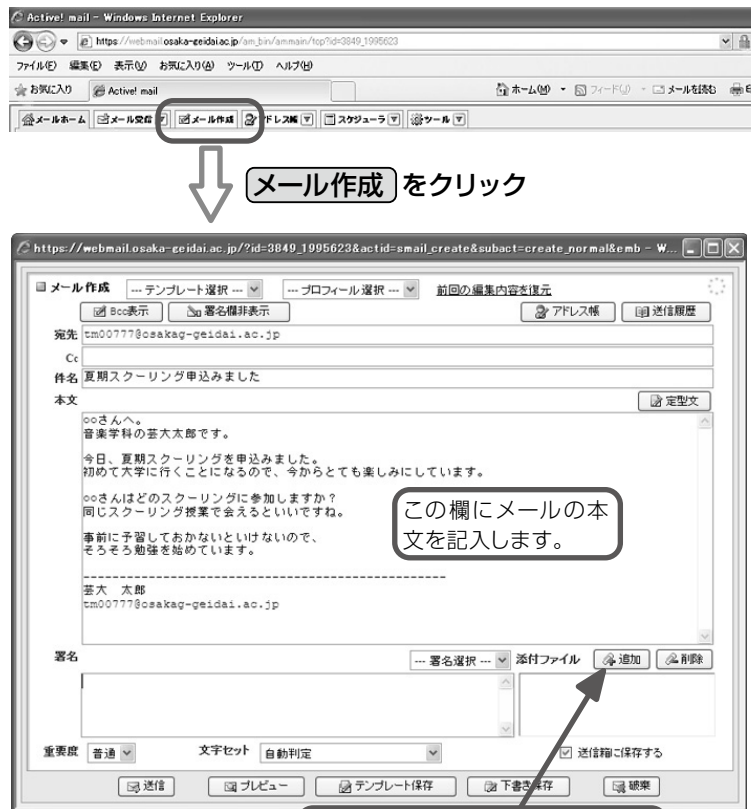 Active! mail - Windows Internet Explorer
https://webmail.osaka-geidai.ac.jp/am_bin/ammain/top?id=3849_1995623
ファイル(F) 編集(E) 表示(V) お気に入り(A) ツール(T) ヘルプ(H)
お気に入り Active! mail ホーム(M) フィード(J) メールを読む
メールホーム メール受信 メール作成 ドレス帳 スケジューラ ツール
メール作成 をクリック
https://webmail.osaka-geidai.ac.jp/?id=3849_1995623&actid=smail_create&subact=create_normal&emb - W...
メール作成 --- テンプレート選択 --- --- プロフィール選択 --- 前回の編集内容を復元
Bcc表示 署名欄非表示 アドレス帳 送信履歴
宛先 tm00777@osakag-geidai.ac.jp
Cc
件名 夏期スクーリング申込みました
本文 定型文
○○さんへ。
音楽学科の芸大太郎です。
今日、夏期スクーリングを申込みました。
初めて大学に行くことになるので、今からとても楽しみにしています。
○○さんはどのスクーリングに参加しますか?
同じスクーリング授業で会えるといいですね。
この欄にメールの本
文を記入します。
事前に予習しておかないといけないので、
そろそろ勉強を始めています。
--------------------------------------------------
芸大 太郎
tm00777@osakag-geidai.ac.jp
署名 --- 署名選択 --- 添付ファイル 追加 削除
重要度 普通 文字セット 自動判定 送信箱に保存する
送信 プレビュー テンプレート保存 下書き保存 破棄